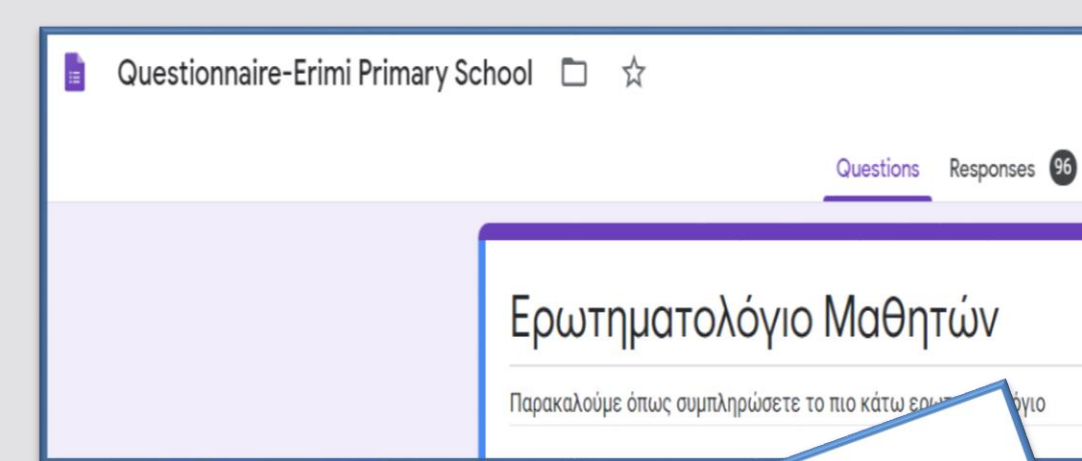 Questionnaire-Erimi Primary School
Questions Responses 96
Ερωτηματολόγιο Μαθητών
Παρακαλούμε όπως συμπληρώσετε το πιο κάτω